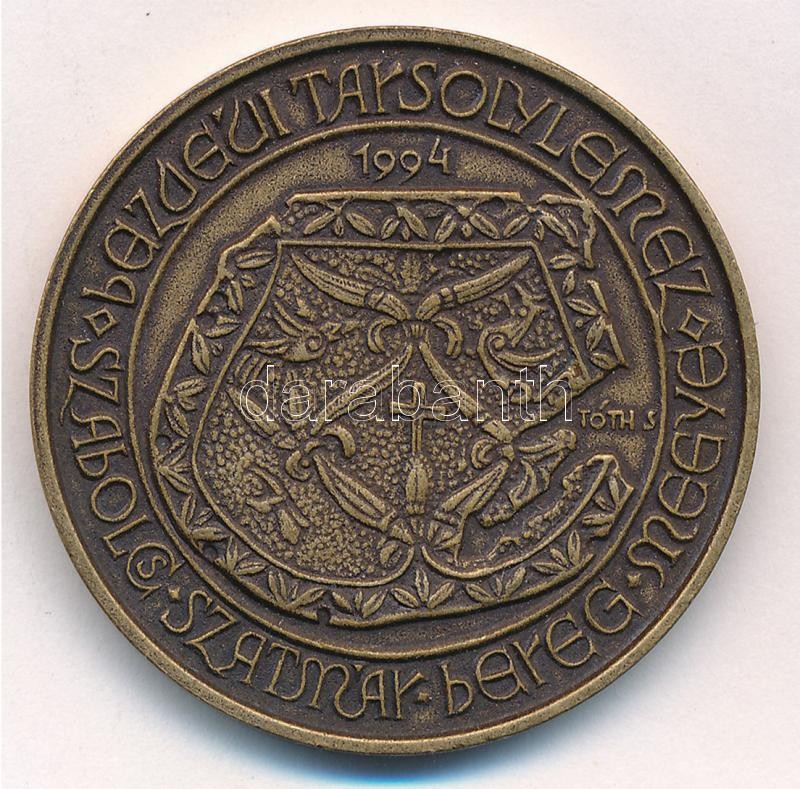 BEZDÉDI TARSOLYLEMEZ
SZABOLCS · SZATMÁR · BEREG · MEGYE
1994
TÓTH S
darabanth